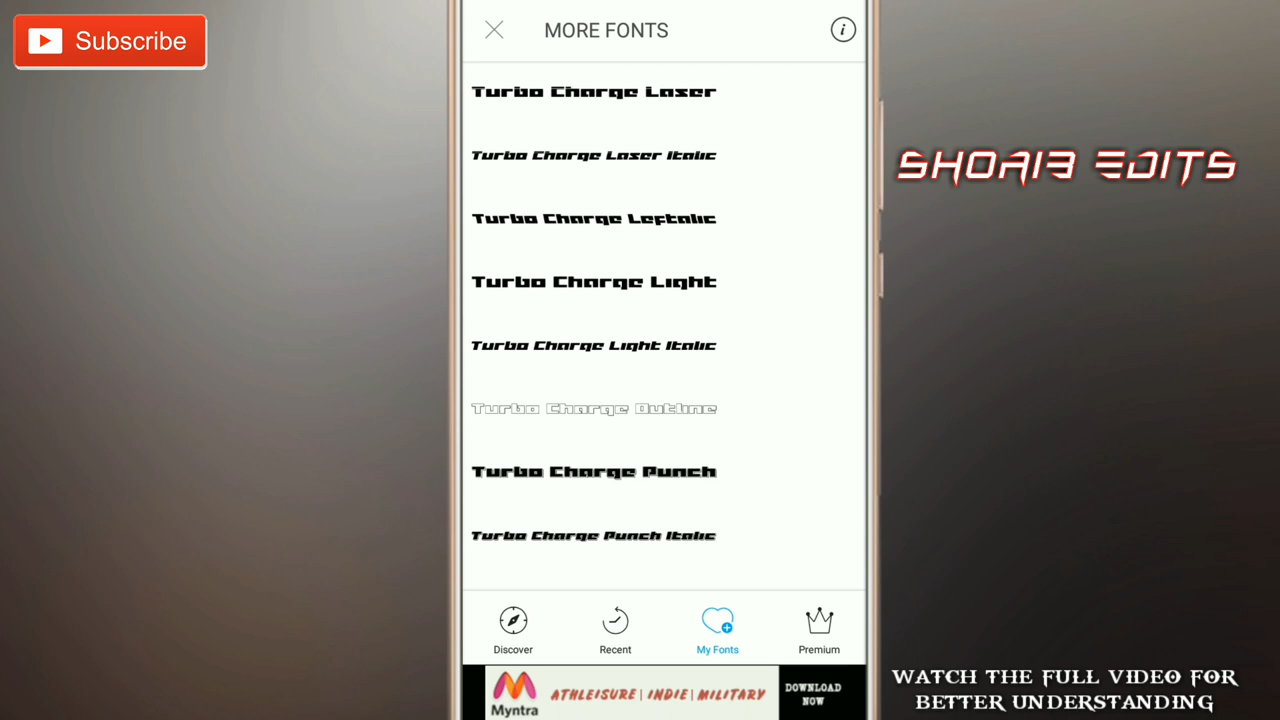 Subscribe
MORE FONTS
Turbo Charge Laser
Turbo Charge Laser Italic
Turbo Charge Leftalic
Turbo Charge Light
Turbo Charge Light Italic
Turbo Charge Outline
Turbo Charge Punch
Turbo Charge Punch Italic
Discover
Recent
My Fonts
Premium
Myntra
ATHLEISURE | INDIE | MILITARY
DOWNLOAD
NOW
SHOAIB EDITS
WATCH THE FULL VIDEO FOR
BETTER UNDERSTANDING